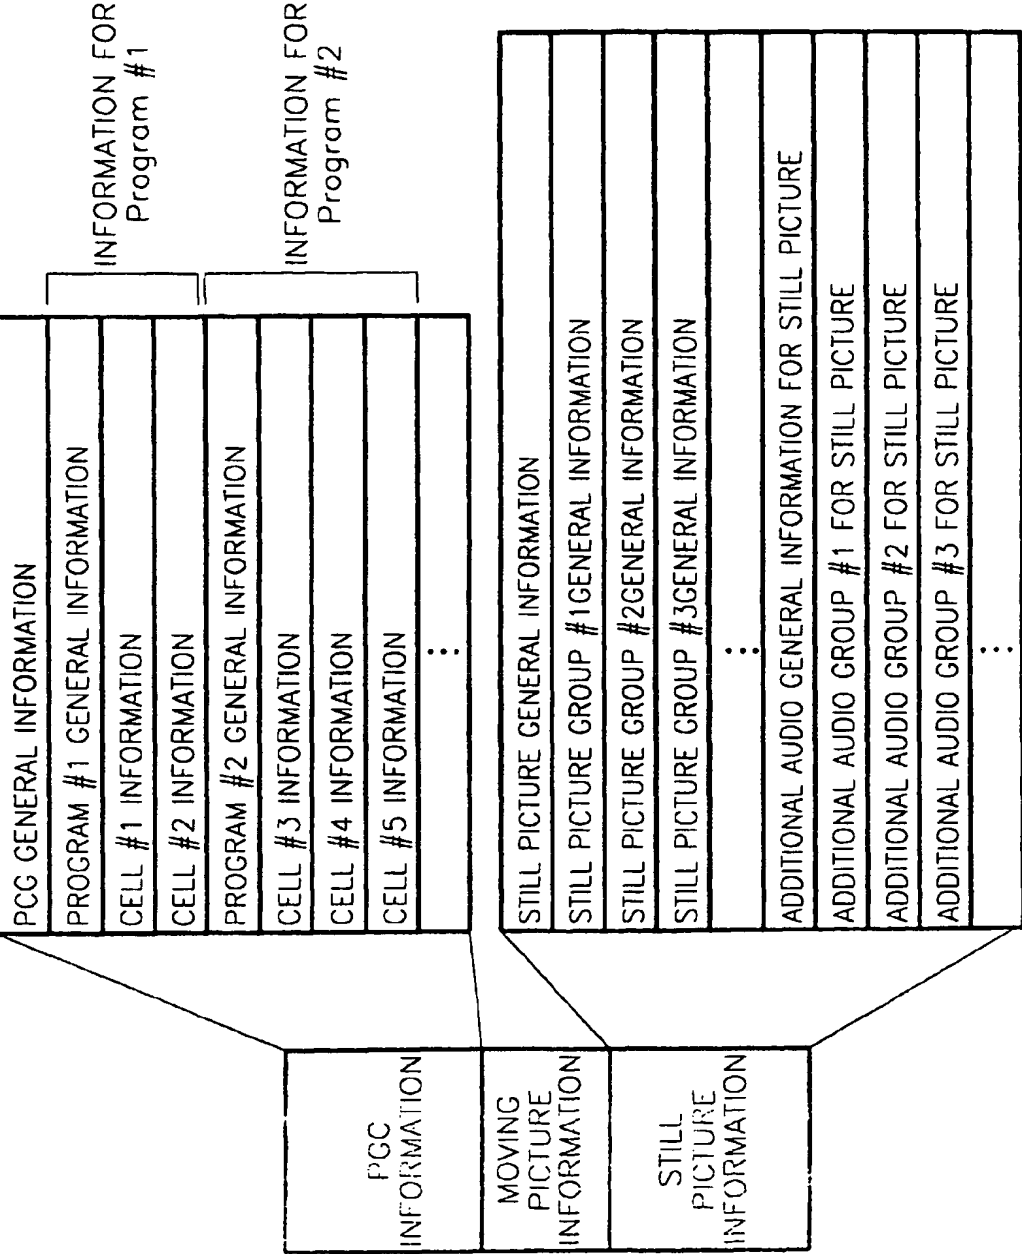 PGC
INFORMATION
MOVING
PICTURE
INFORMATION
STILL
PICTURE
INFORMATION
PCG GENERAL INFORMATION
PROGRAM #1 GENERAL INFORMATION
CELL #1 INFORMATION
CELL #2 INFORMATION
PROGRAM #2 GENERAL INFORMATION
CELL #3 INFORMATION
CELL #4 INFORMATION
CELL #5 INFORMATION
...
INFORMATION FOR
Program #1
INFORMATION FOR
Program #2
STILL PICTURE GENERAL INFORMATION
STILL PICTURE GROUP #1GENERAL INFORMATION
STILL PICTURE GROUP #2GENERAL INFORMATION
STILL PICTURE GROUP #3GENERAL INFORMATION
...
ADDITIONAL AUDIO GENERAL INFORMATION FOR STILL PICTURE
ADDITIONAL AUDIO GROUP #1 FOR STILL PICTURE
ADDITIONAL AUDIO GROUP #2 FOR STILL PICTURE
ADDITIONAL AUDIO GROUP #3 FOR STILL PICTURE
...